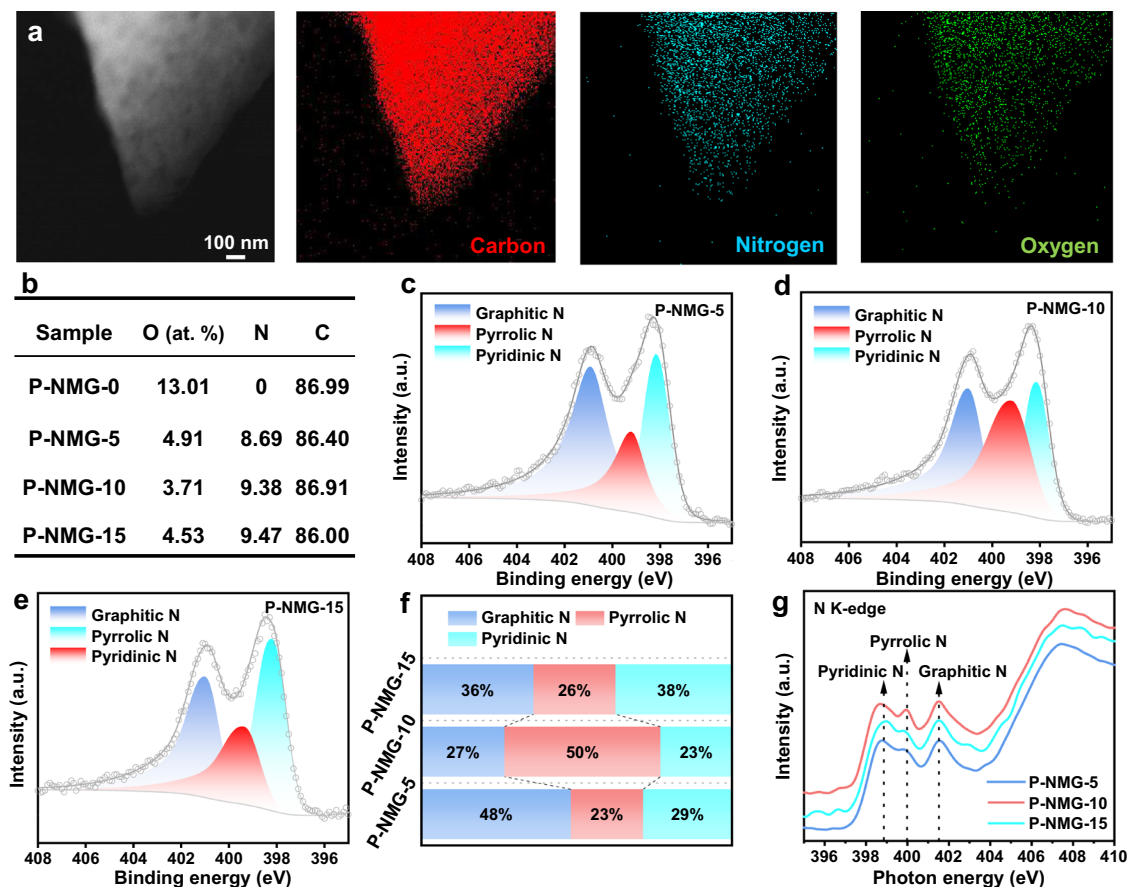 a
100 nm
Carbon
Nitrogen
Oxygen
b
Sample O (at. %) N C
P-NMG-0 13.01 0 86.99
P-NMG-5 4.91 8.69 86.40
P-NMG-10 3.71 9.38 86.91
P-NMG-15 4.53 9.47 86.00
c
Graphitic N
Pyrrolic N
Pyridinic N
P-NMG-5
Intensity (a.u.)
408 406 404 402 400 398 396
Binding energy (eV)
d
Graphitic N
Pyrrolic N
Pyridinic N
P-NMG-10
Intensity (a.u.)
408 406 404 402 400 398 396
Binding energy (eV)
e
Graphitic N
Pyrrolic N
Pyridinic N
P-NMG-15
Intensity (a.u.)
408 406 404 402 400 398 396
Binding energy (eV)
f
Graphitic N Pyrrolic N
Pyridinic N
P-NMG-15
36% 26% 38%
P-NMG-10
27% 50% 23%
P-NMG-5
48% 23% 29%
g
N K-edge
Pyrrolic N
Pyridinic N Graphitic N
Intensity (a.u.)
P-NMG-5
P-NMG-10
P-NMG-15
396 398 400 402 404 406 408 410
Photon energy (eV)